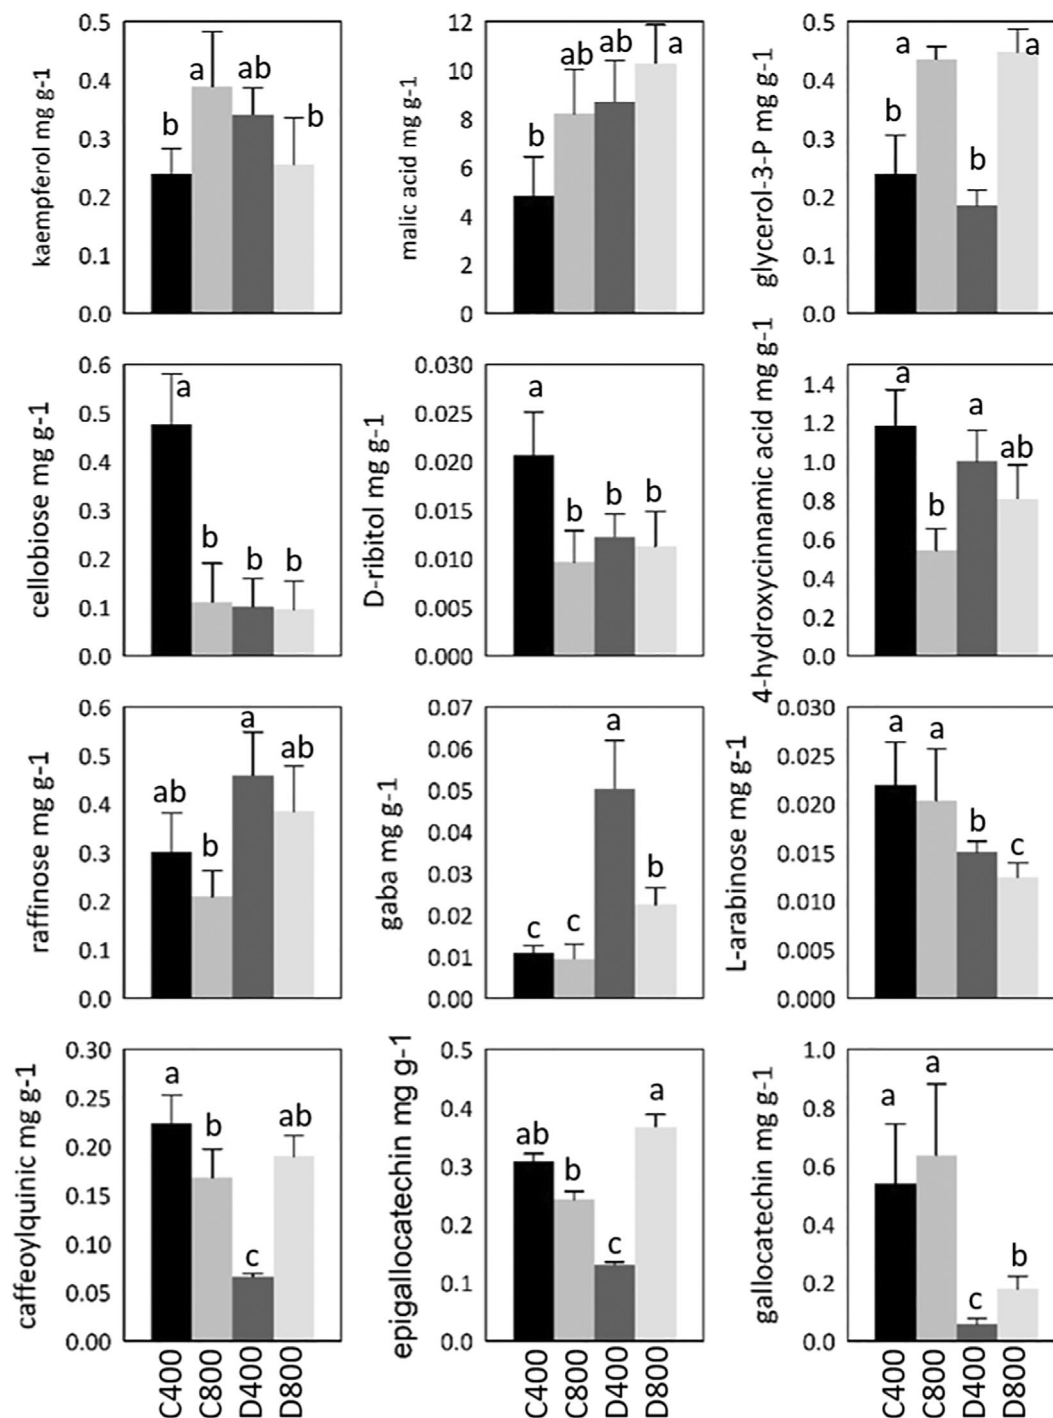 kaempferol mg g-1
0.5
0.4
0.3
0.2
0.1
0.0
b
a
ab
b
malic acid mg g-1
12
10
8
6
4
2
0
b
ab
ab
a
glycerol-3-P mg g-1
0.5
0.4
0.3
0.2
0.1
0.0
b
a
b
a
cellobiose mg g-1
0.6
0.5
0.4
0.3
0.2
0.1
0.0
a
b
b
b
D-ribitol mg g-1
0.030
0.025
0.020
0.015
0.010
0.005
0.000
a
b
b
b
4-hydroxycinnamic acid mg g-1
1.4
1.2
1.0
0.8
0.6
0.4
0.2
0.0
a
b
a
ab
raffinose mg g-1
0.6
0.5
0.4
0.3
0.2
0.1
0.0
ab
b
a
ab
gaba mg g-1
0.07
0.06
0.05
0.04
0.03
0.02
0.01
0.00
c
c
a
b
L-arabinose mg g-1
0.030
0.025
0.020
0.015
0.010
0.005
0.000
a
a
b
c
caffeoylquinic mg g-1
0.30
0.25
0.20
0.15
0.10
0.05
0.00
a
b
c
ab
C400
C800
D400
D800
epigallocatechin mg g-1
0.5
0.4
0.3
0.2
0.1
0.0
ab
b
c
a
C400
C800
D400
D800
gallocatechin mg g-1
1.0
0.8
0.6
0.4
0.2
0.0
a
a
c
b
C400
C800
D400
D800